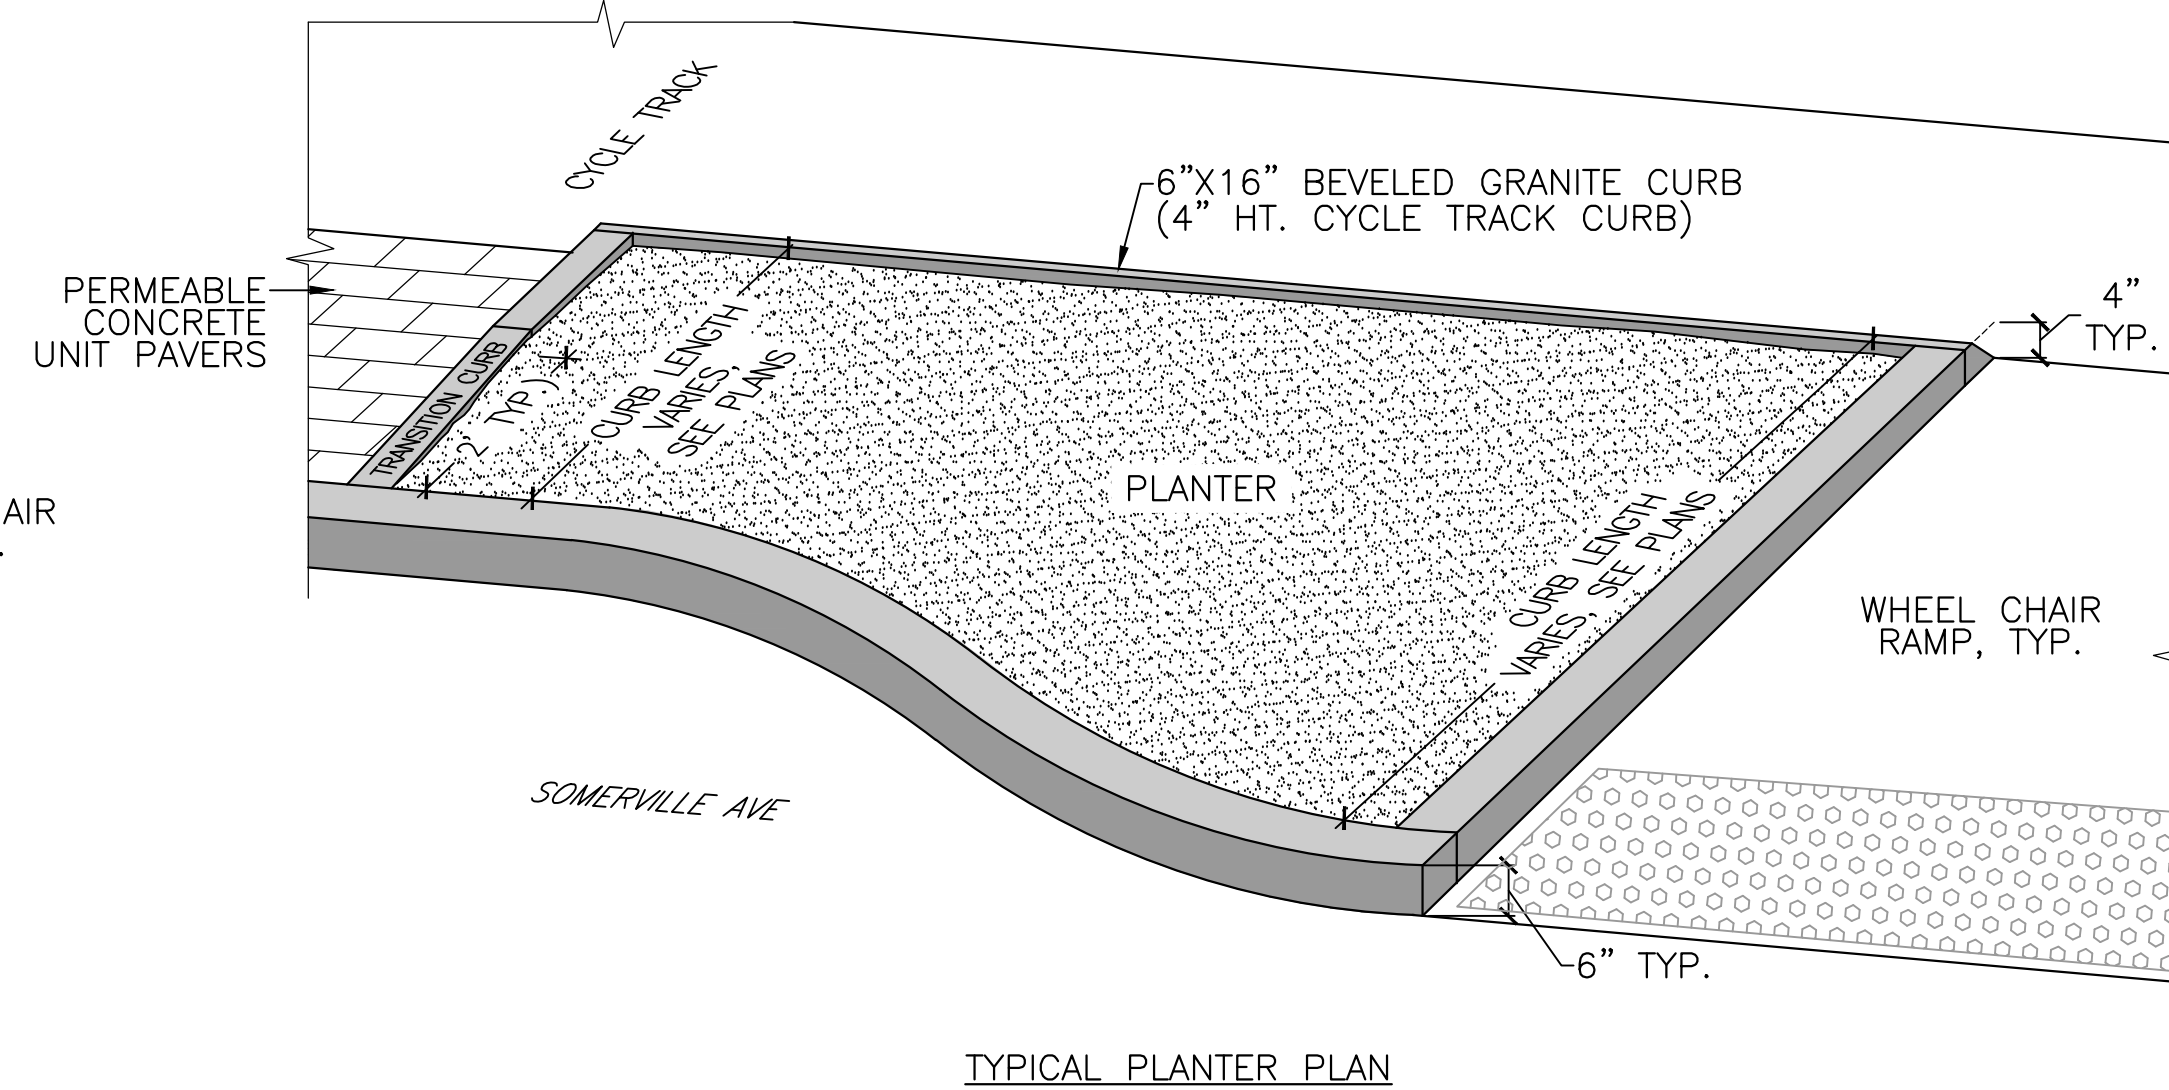 CYCLE TRACK
6”X16” BEVELED GRANITE CURB
(4” HT. CYCLE TRACK CURB)
PERMEABLE
CONCRETE
UNIT PAVERS
4”
TYP.
TRANSITION CURB
(2' TYP.)
CURB LENGTH
VARIES,
SEE PLANS
PLANTER
CURB LENGTH
VARIES, SEE PLANS
AIR
.
WHEEL CHAIR
RAMP, TYP.
SOMERVILLE AVE
6” TYP.
TYPICAL PLANTER PLAN